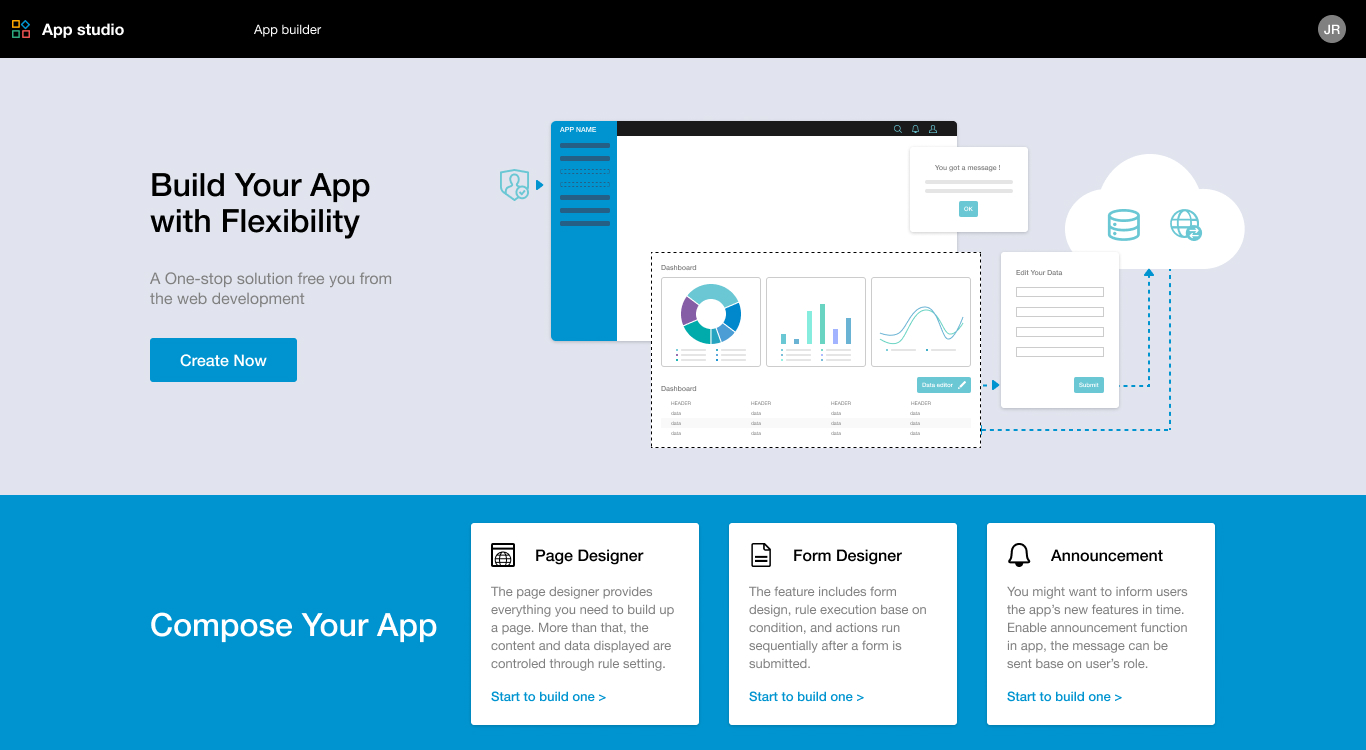 App studio
App builder
JR
Build Your App
with Flexibility
A One-stop solution free you from
the web development
Create Now
APP NAME
You got a message !
OK
Dashboard
Dashboard
Data editor
HEADER HEADER HEADER HEADER
data data data data
data data data data
data data data data
Edit Your Data
Submit
Compose Your App
Page Designer
The page designer provides
everything you need to build up
a page. More than that, the
content and data displayed are
controled through rule setting.
Start to build one >
Form Designer
The feature includes form
design, rule execution base on
condition, and actions run
sequentially after a form is
submitted.
Start to build one >
Announcement
You might want to inform users
the app’s new features in time.
Enable announcement function
in app, the message can be
sent base on user’s role.
Start to build one >